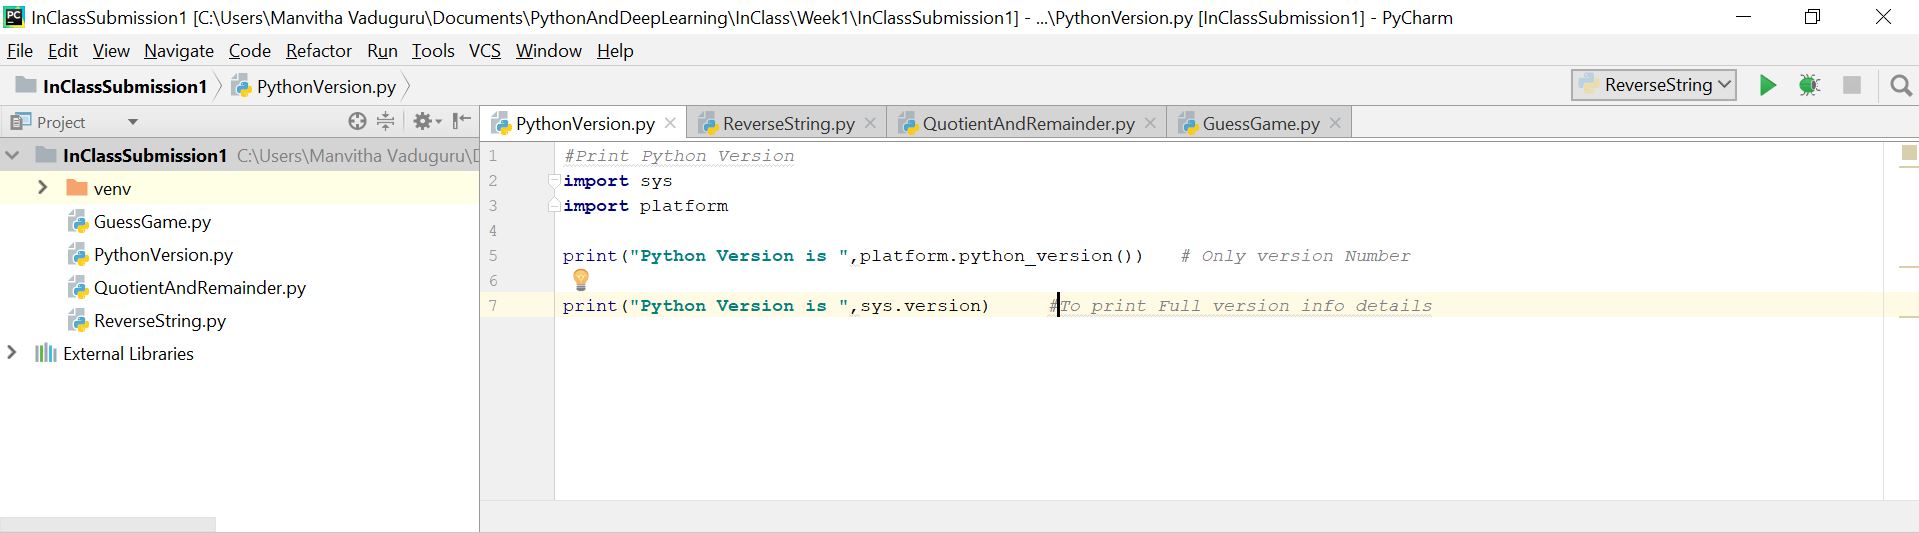 PC InClassSubmission1 [C:\Users\Manvitha Vaduguru\Documents\PythonAndDeepLearning\InClass\Week1\InClassSubmission1] - ...\PythonVersion.py [InClassSubmission1] - PyCharm
File Edit View Navigate Code Refactor Run Tools VCS Window Help
InClassSubmission1 PythonVersion.py ReverseString
Project PythonVersion.py ReverseString.py QuotientAndRemainder.py GuessGame.py
InClassSubmission1 C:\Users\Manvitha Vaduguru\D
venv
GuessGame.py
PythonVersion.py
QuotientAndRemainder.py
ReverseString.py
External Libraries
1 #Print Python Version
2 import sys
3 import platform
4
5 print("Python Version is ",platform.python_version()) # Only version Number
6
7 print("Python Version is ",sys.version) #To print Full version info details